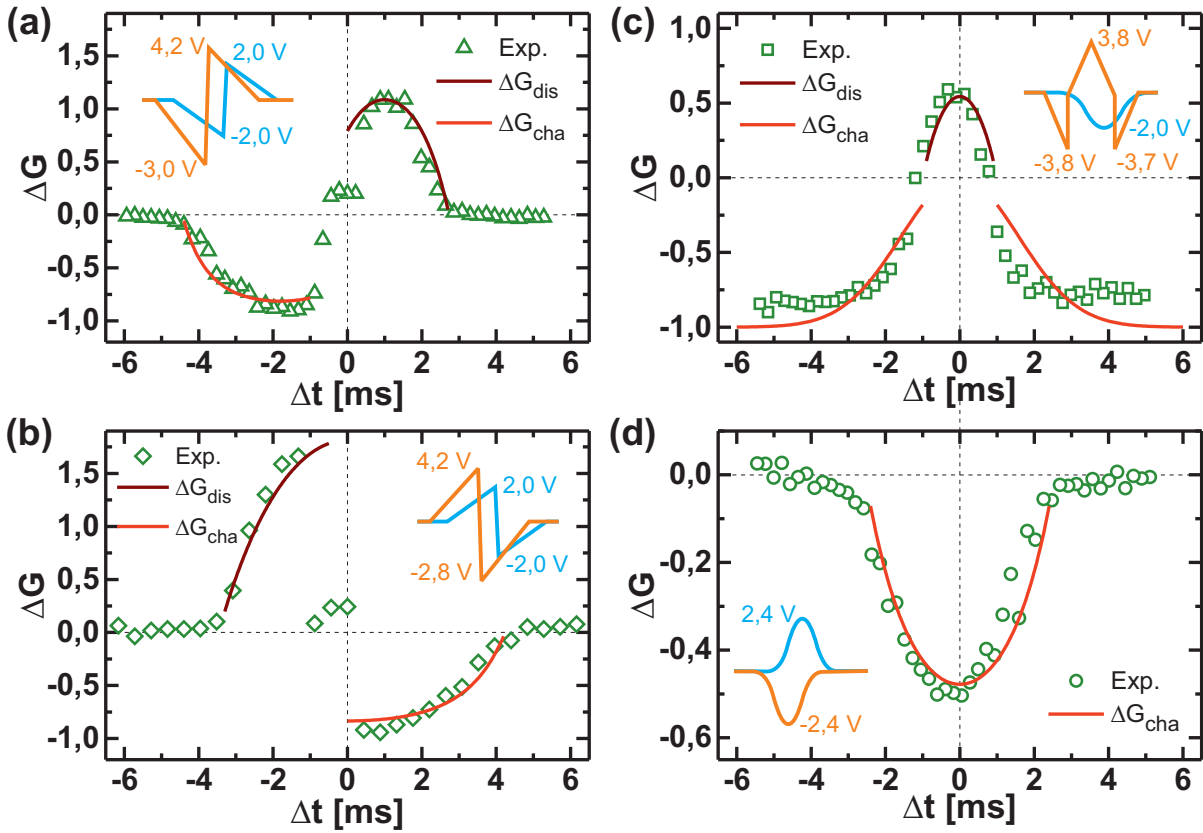 (a)
1,5
1,0
0,5
0,0
-0,5
-1,0
ΔG
4,2 V
2,0 V
-2,0 V
-3,0 V
Exp.
ΔG_dis
ΔG_cha
-6 -4 -2 0 2 4 6
Δt [ms]
(c)
1,0
0,5
0,0
-0,5
-1,0
ΔG
Exp.
ΔG_dis
ΔG_cha
3,8 V
-2,0 V
-3,8 V
-3,7 V
-6 -4 -2 0 2 4 6
Δt [ms]
(b)
1,5
1,0
0,5
0,0
-0,5
-1,0
ΔG
Exp.
ΔG_dis
ΔG_cha
4,2 V
2,0 V
-2,8 V
-2,0 V
-6 -4 -2 0 2 4 6
Δt [ms]
(d)
0,0
-0,2
-0,4
-0,6
ΔG
2,4 V
-2,4 V
Exp.
ΔG_cha
-6 -4 -2 0 2 4 6
Δt [ms]